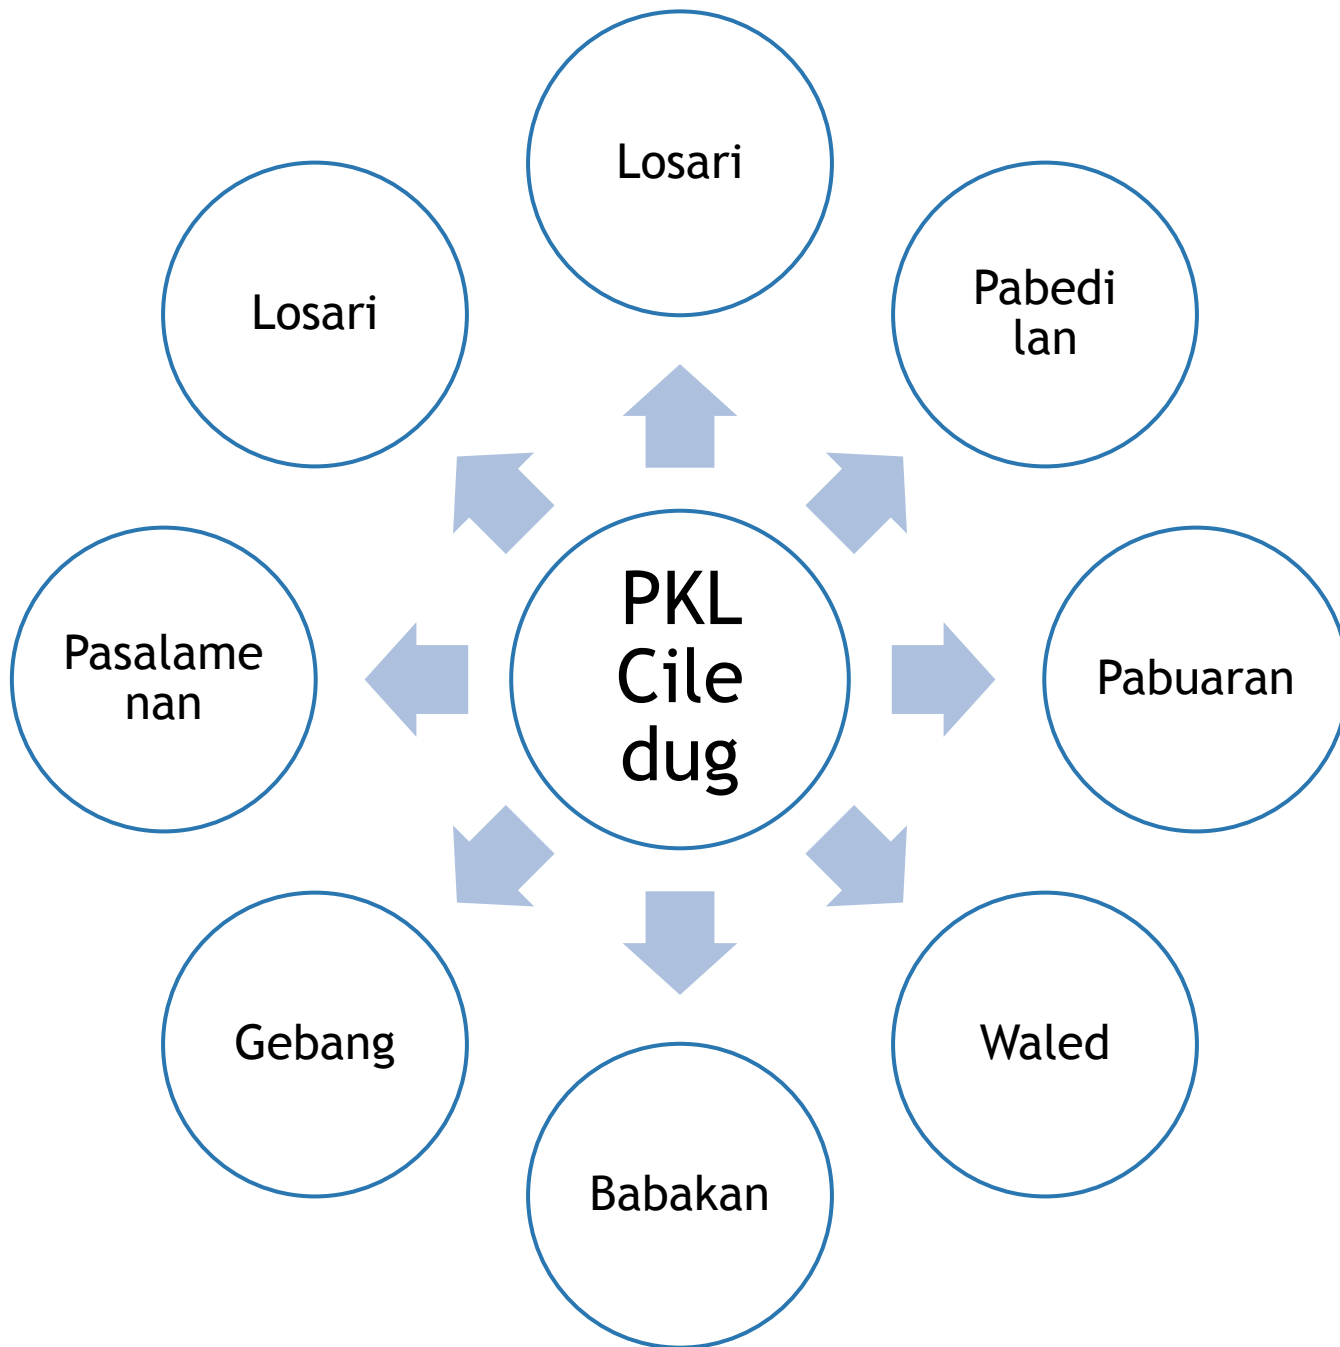 Losari
Losari
Pabedi
lan
Pasalame
nan
PKL
Cile
dug
Pabuaran
Gebang
Waled
Babakan